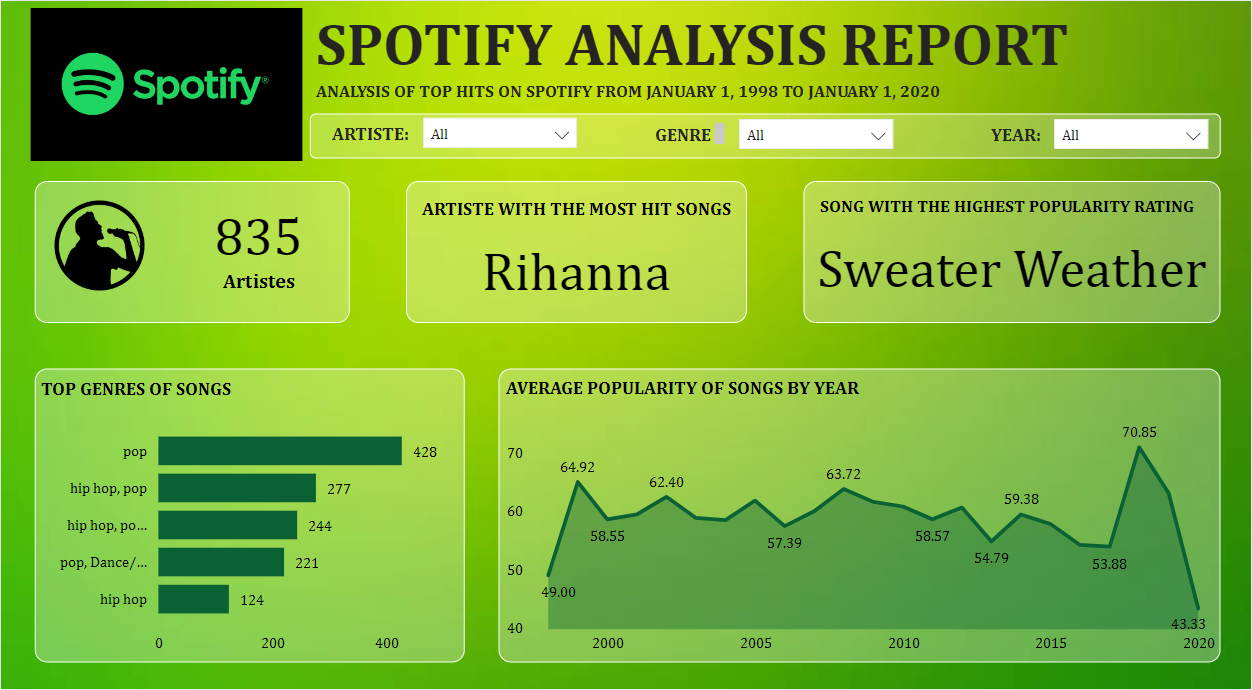 Spotify®
SPOTIFY ANALYSIS REPORT
ANALYSIS OF TOP HITS ON SPOTIFY FROM JANUARY 1, 1998 TO JANUARY 1, 2020
ARTISTE: All GENRE All YEAR: All
835
Artistes
ARTISTE WITH THE MOST HIT SONGS
Rihanna
SONG WITH THE HIGHEST POPULARITY RATING
Sweater Weather
TOP GENRES OF SONGS
pop 428
hip hop, pop 277
hip hop, po... 244
pop, Dance/... 221
hip hop 124
0 200 400
AVERAGE POPULARITY OF SONGS BY YEAR
70
60
50
40
49.00
64.92
58.55
62.40
57.39
63.72
58.57
54.79
59.38
53.88
70.85
43.33
2000 2005 2010 2015 2020